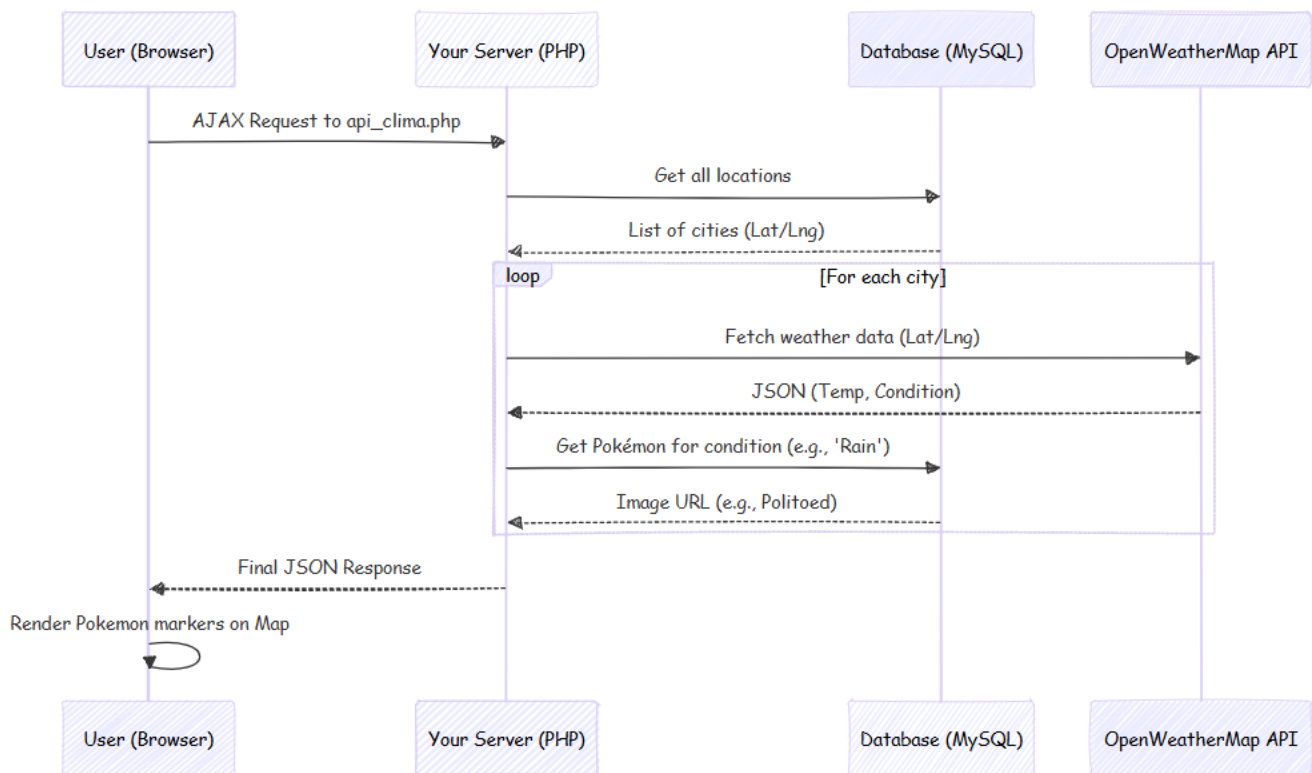 User (Browser)
Your Server (PHP)
Database (MySQL)
OpenWeatherMap API
AJAX Request to api_clima.php
Get all locations
List of cities (Lat/Lng)
loop
[For each city]
Fetch weather data (Lat/Lng)
JSON (Temp, Condition)
Get Pokémon for condition (e.g., 'Rain')
Image URL (e.g., Politoed)
Final JSON Response
Render Pokemon markers on Map
User (Browser)
Your Server (PHP)
Database (MySQL)
OpenWeatherMap API